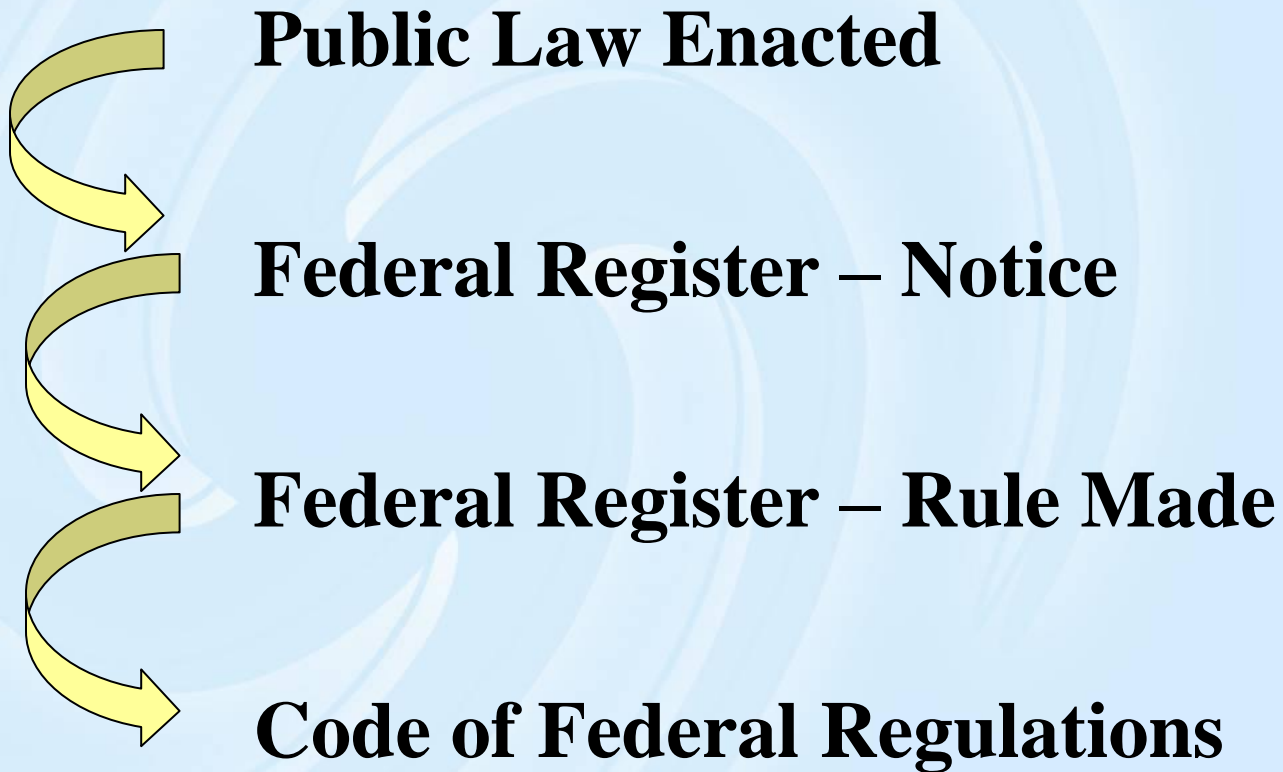 Public Law Enacted
Federal Register – Notice
Federal Register – Rule Made
Code of Federal Regulations